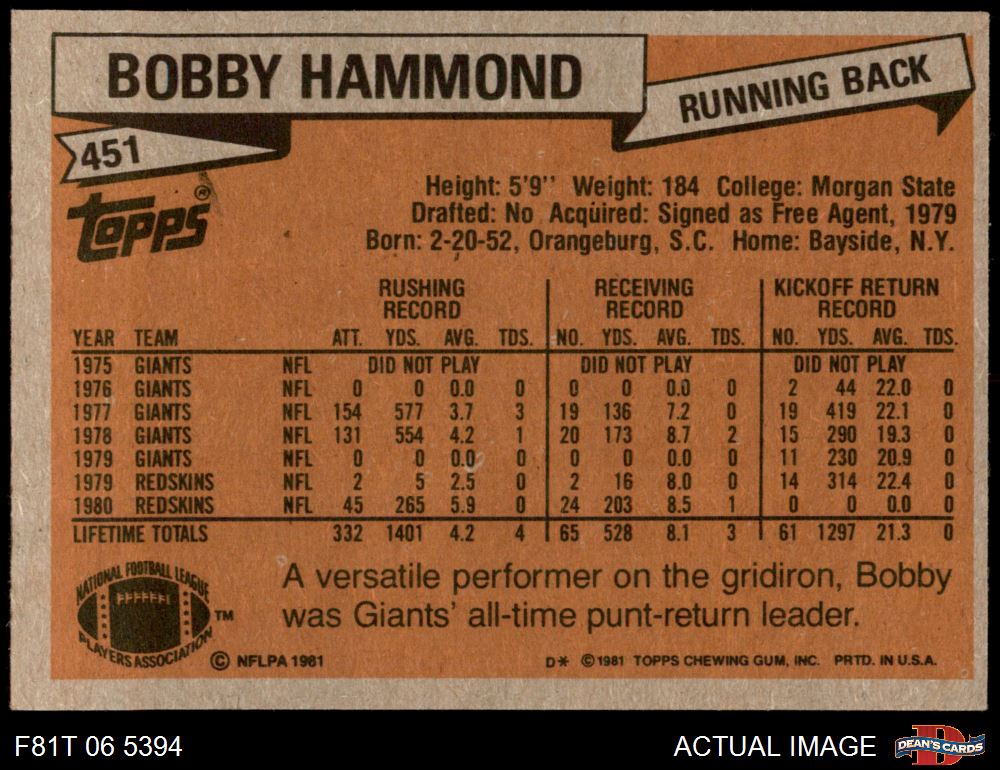 BOBBY HAMMOND
RUNNING BACK
451
TOPPS®
Height: 5'9'' Weight: 184 College: Morgan State
Drafted: No Acquired: Signed as Free Agent, 1979
Born: 2-20-52, Orangeburg, S.C. Home: Bayside, N.Y.
RUSHING RECORD RECEIVING RECORD KICKOFF RETURN RECORD
YEAR TEAM ATT. YDS. AVG. TDS. NO. YDS. AVG. TDS. NO. YDS. AVG. TDS.
1975 GIANTS NFL DID NOT PLAY DID NOT PLAY DID NOT PLAY
1976 GIANTS NFL 0 0 0.0 0 0 0 0.0 0 2 44 22.0 0
1977 GIANTS NFL 154 577 3.7 3 19 136 7.2 0 19 419 22.1 0
1978 GIANTS NFL 131 554 4.2 1 20 173 8.7 2 15 290 19.3 0
1979 GIANTS NFL 0 0 0.0 0 0 0 0.0 0 11 230 20.9 0
1979 REDSKINS NFL 2 5 2.5 0 2 16 8.0 0 14 314 22.4 0
1980 REDSKINS NFL 45 265 5.9 0 24 203 8.5 1 0 0 0.0 0
LIFETIME TOTALS 332 1401 4.2 4 65 528 8.1 3 61 1297 21.3 0
NATIONAL FOOTBALL LEAGUE
PLAYERS ASSOCIATION
™
A versatile performer on the gridiron, Bobby
was Giants' all-time punt-return leader.
© NFLPA 1981 D* ©1981 TOPPS CHEWING GUM, INC. PRTD. IN U.S.A.
F81T 06 5394 ACTUAL IMAGE D DEAN'S CARDS